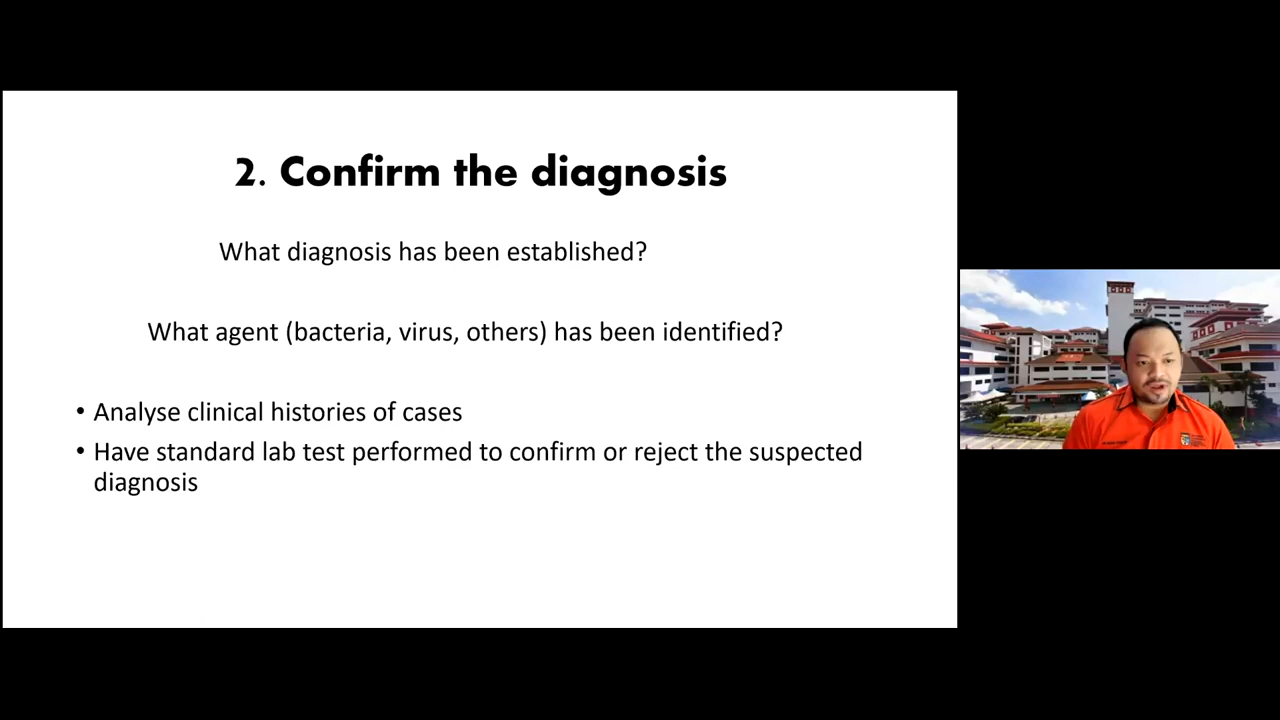 2. Confirm the diagnosis
What diagnosis has been established?
What agent (bacteria, virus, others) has been identified?
• Analyse clinical histories of cases
• Have standard lab test performed to confirm or reject the suspected
diagnosis